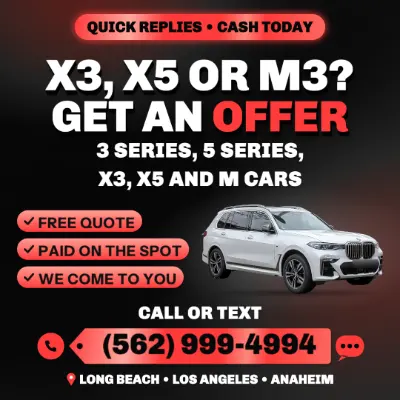 QUICK REPLIES • CASH TODAY
X3, X5 OR M3?
GET AN OFFER
3 SERIES, 5 SERIES,
X3, X5 AND M CARS
FREE QUOTE
PAID ON THE SPOT
WE COME TO YOU
CALL OR TEXT
(562) 999-4994
LONG BEACH • LOS ANGELES • ANAHEIM